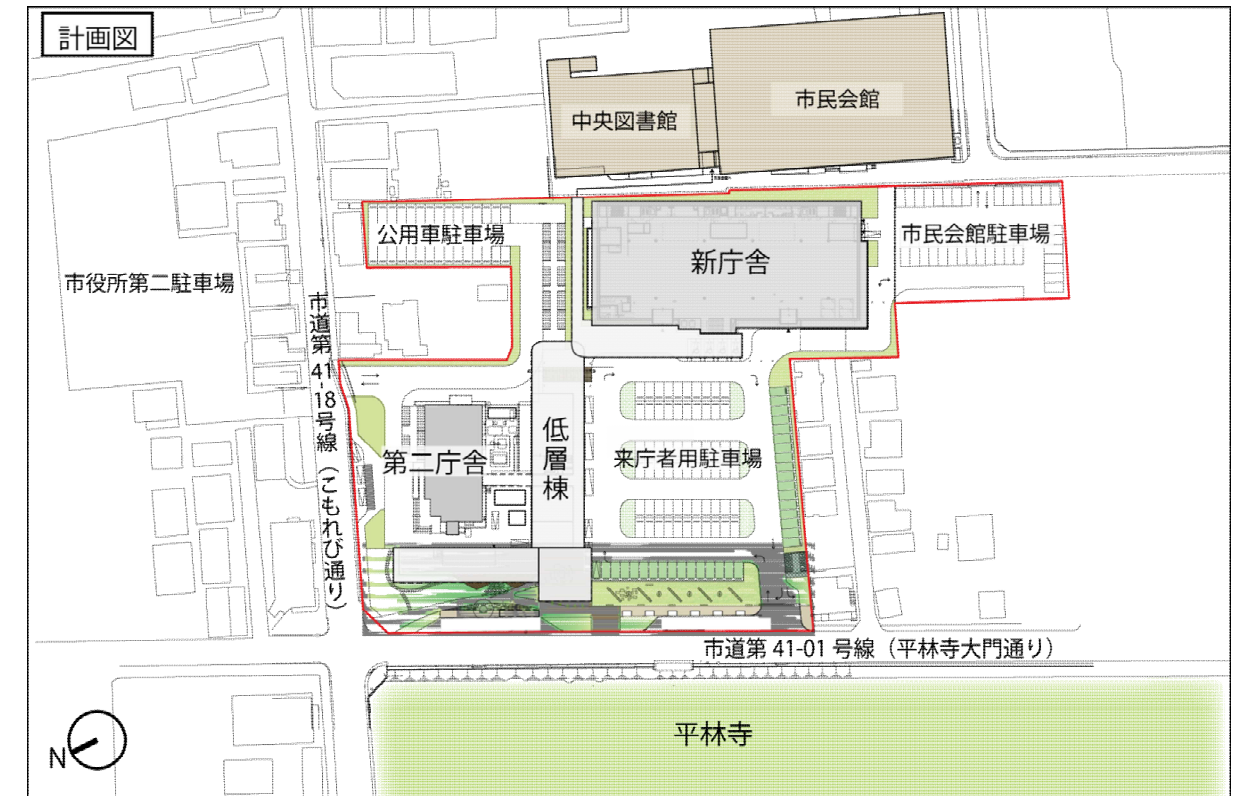 計画図
市民会館
中央図書館
公用車駐車場
新庁舎
市民会館駐車場
市役所第二駐車場
市道第41-18号線(こもれび通り)
低層棟
第二庁舎
来庁者用駐車場
市道第 41-01 号線(平林寺大門通り)
平林寺
N